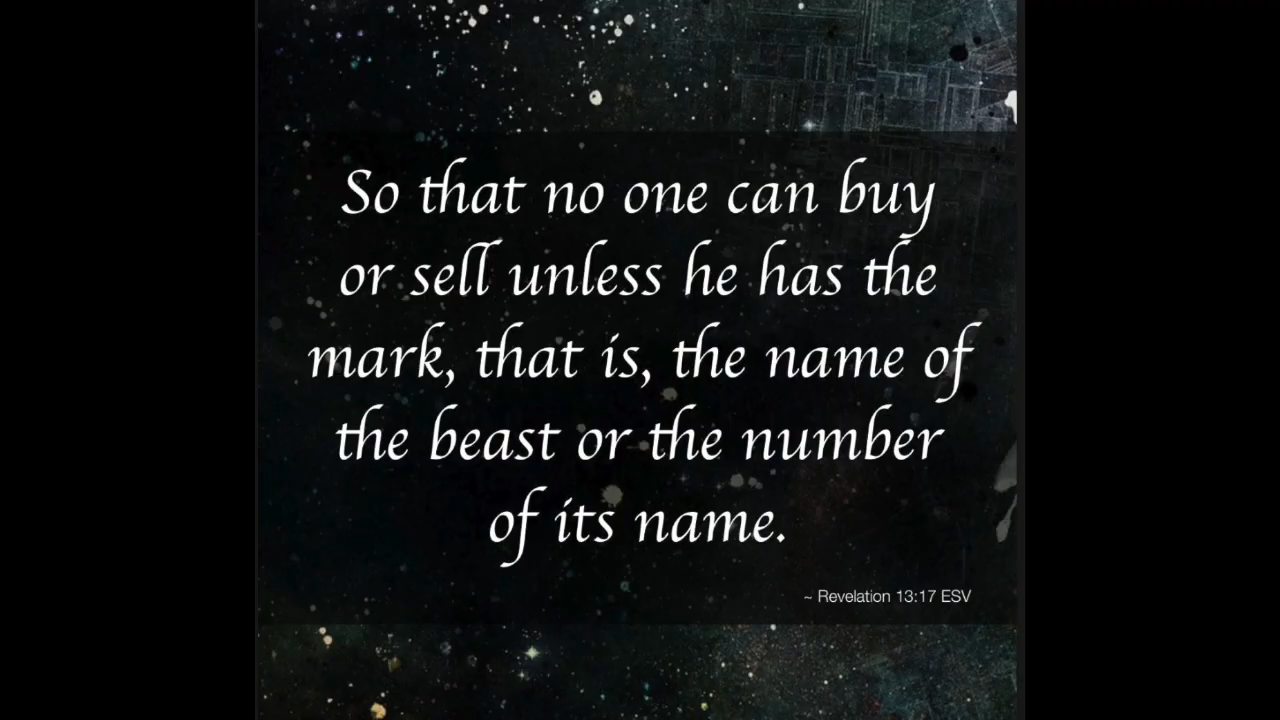 So that no one can buy
or sell unless he has the
mark, that is, the name of
the beast or the number
of its name.
~ Revelation 13:17 ESV